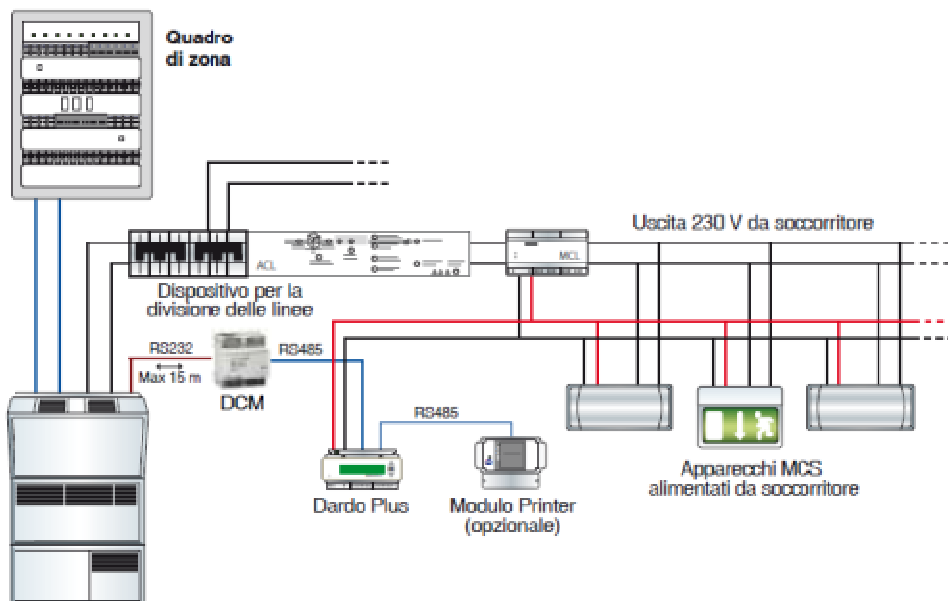 Quadro
di zona
Uscita 230 V da soccorritore
ACL
MCL
Dispositivo per la
divisione delle linee
RS232
Max 15 m
DCM
RS485
RS485
Dardo Plus
Modulo Printer
(opzionale)
Apparecchi MCS
alimentati da soccorritore